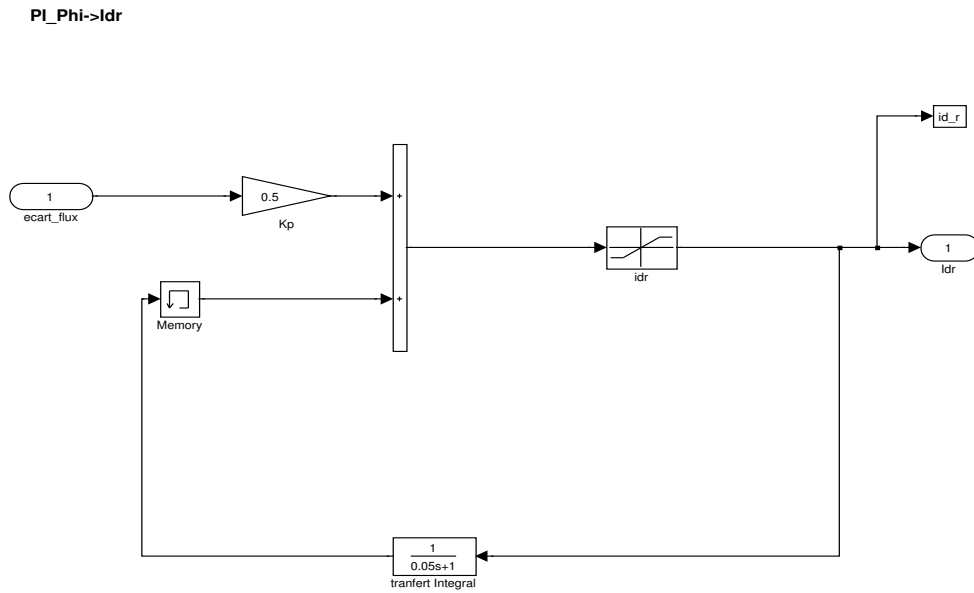 PI_Phi->Idr
id_r
1
ecart_flux
0.5
Kp
+
idr
1
Idr
Memory
+
1
0.05s+1
tranfert Integral